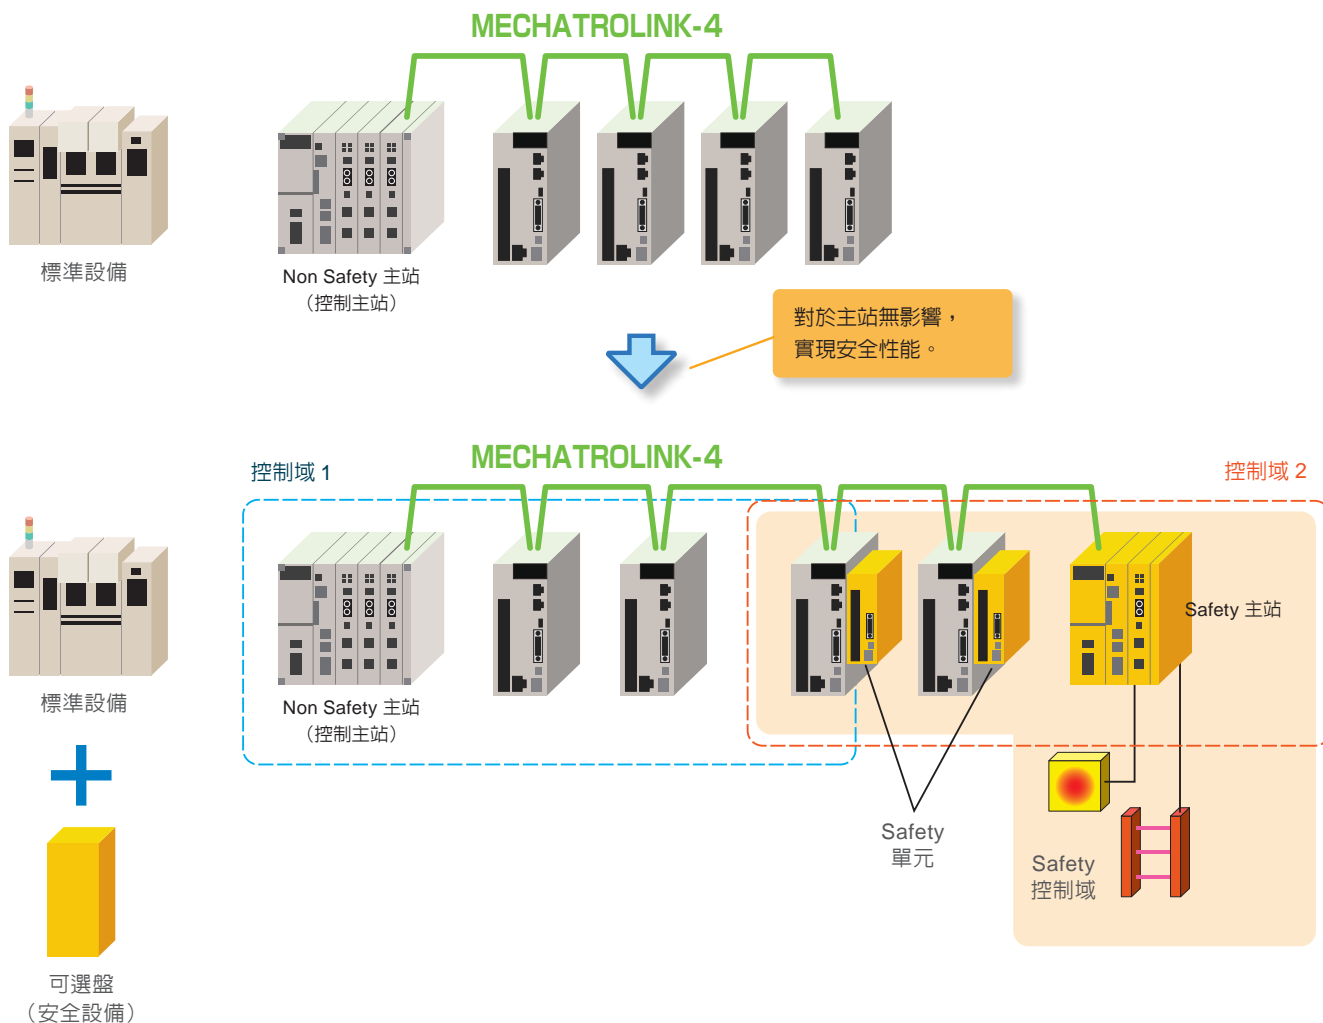 MECHATROLINK-4
標準設備
Non Safety 主站
（控制主站）
對於主站無影響，
實現安全性能。
控制域 1
MECHATROLINK-4
控制域 2
Safety 主站
標準設備
Non Safety 主站
（控制主站）
Safety
單元
Safety
控制域
可選盤
（安全設備）